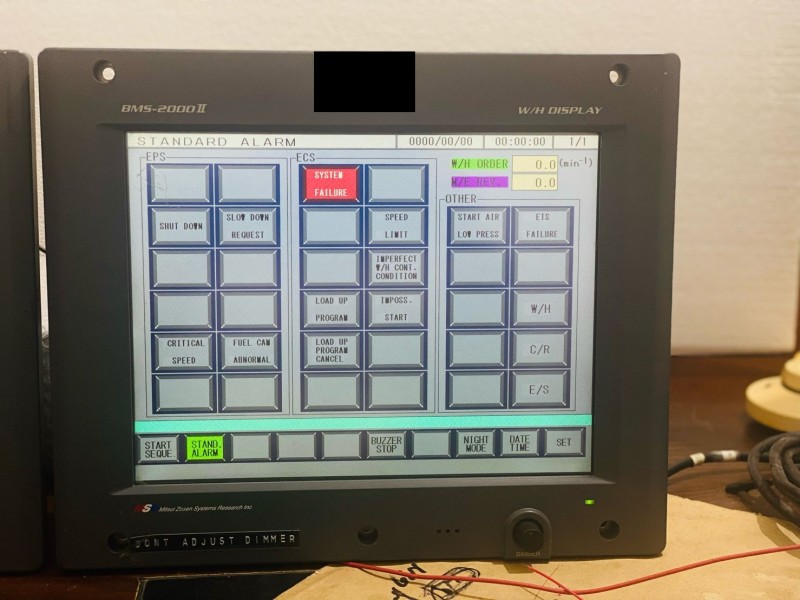 BMS-2000 II
W/H DISPLAY
STANDARD ALARM
0000/00/00
00:00:00
1/1
EPS
SHUT DOWN
SLOW DOWN
REQUEST
CRITICAL
SPEED
FUEL CAM
ABNORMAL
ECS
SYSTEM
FAILURE
SPEED
LIMIT
IMPERFECT
W/H CONT.
CONDITION
LOAD UP
PROGRAM
IMPOSS.
START
LOAD UP
PROGRAM
CANCEL
W/H ORDER 0.0 (min⁻¹)
M/E REV. 0.0
OTHER
START AIR
LOW PRESS
ETS
FAILURE
W/H
C/R
E/S
START
SEQUE.
STAND.
ALARM
BUZZER
STOP
NIGHT
MODE
DATE
TIME
SET
Mitsui Zosen Systems Research Inc
DONT ADJUST DIMMER